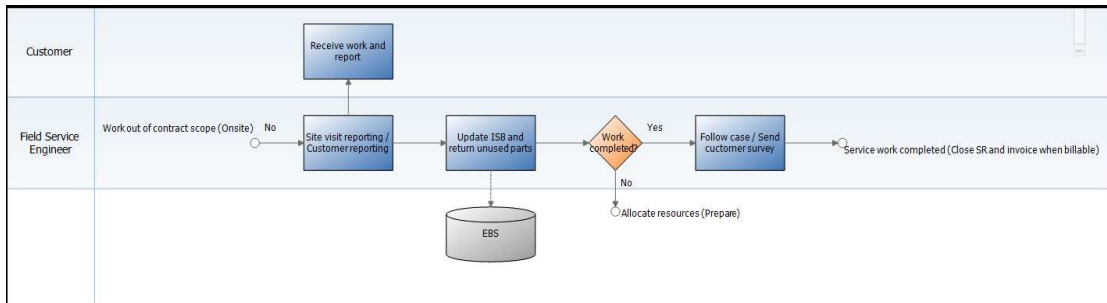 Customer
Receive work and
report
Field Service
Engineer
Work out of contract scope (Onsite)
No
Site visit reporting /
Customer reporting
Update ISB and
return unused parts
Work
completed?
Yes
Follow case / Send
customer survey
Service work completed (Close SR and invoice when billable)
No
Allocate resources (Prepare)
EBS